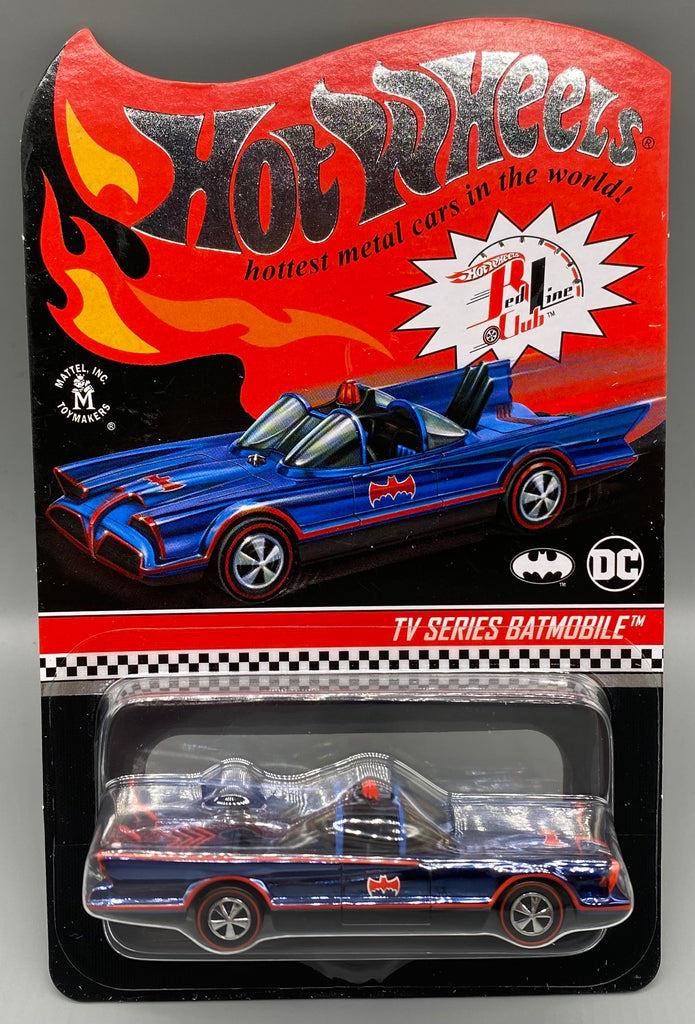 HOT WHEELS®
hottest metal cars in the world!
HOT WHEELS
Red Line
Club™
MATTEL, INC.
M
TOYMAKERS®
™
DC
TV SERIES BATMOBILE™